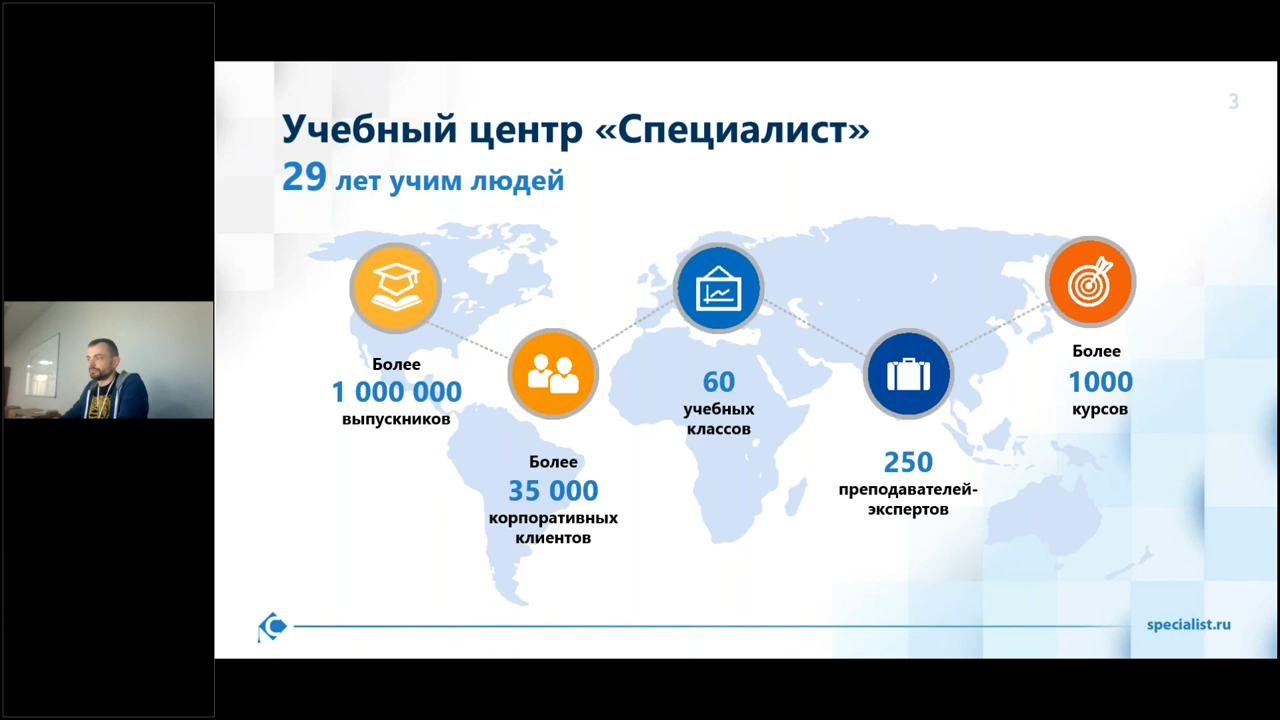 3
Учебный центр «Специалист»
29 лет учим людей
Более
1 000 000
выпускников
Более
35 000
корпоративных
клиентов
60
учебных
классов
250
преподавателей-
экспертов
Более
1000
курсов
specialist.ru